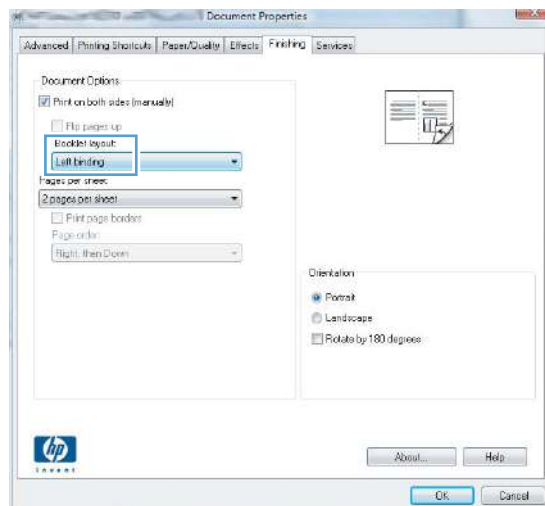 Document Properties
Advanced Printing Shortcuts Paper/Quality Effects Finishing Services
Document Options
Print on both sides (manually)
Flip pages up
Booklet layout:
Left binding
Pages per sheet:
2 pages per sheet
Print page borders
Page order:
Right, then Down
Orientation
Portrait
Landscape
Rotate by 180 degrees
hp
invent
About... Help
OK Cancel